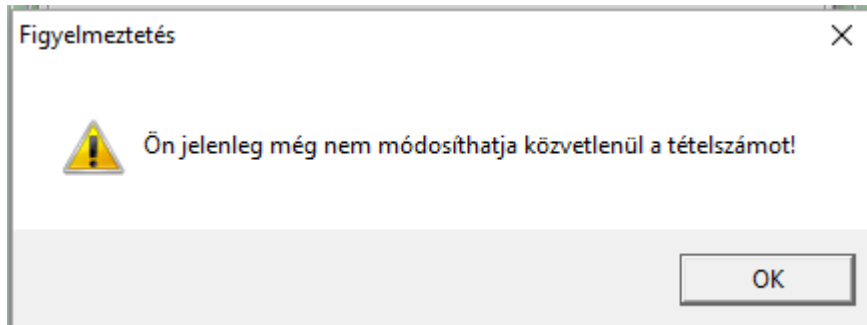 Figyelmeztetés
Ön jelenleg még nem módosíthatja közvetlenül a tételszámot!
OK